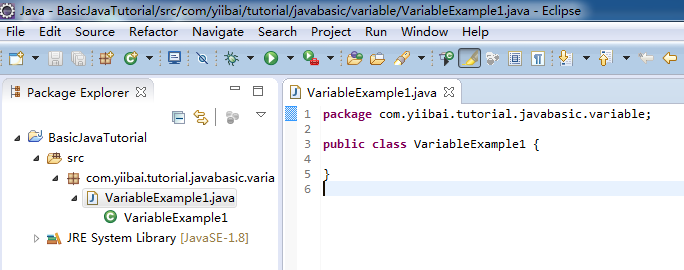 Java - BasicJavaTutorial/src/com/yiibai/tutorial/javabasic/variable/VariableExample1.java - Eclipse
File Edit Source Refactor Navigate Search Project Run Window Help
Package Explorer
BasicJavaTutorial
src
com.yiibai.tutorial.javabasic.varia
VariableExample1.java
VariableExample1
JRE System Library [JavaSE-1.8]
VariableExample1.java
1 package com.yiibai.tutorial.javabasic.variable;
2
3 public class VariableExample1 {
4
5 }
6